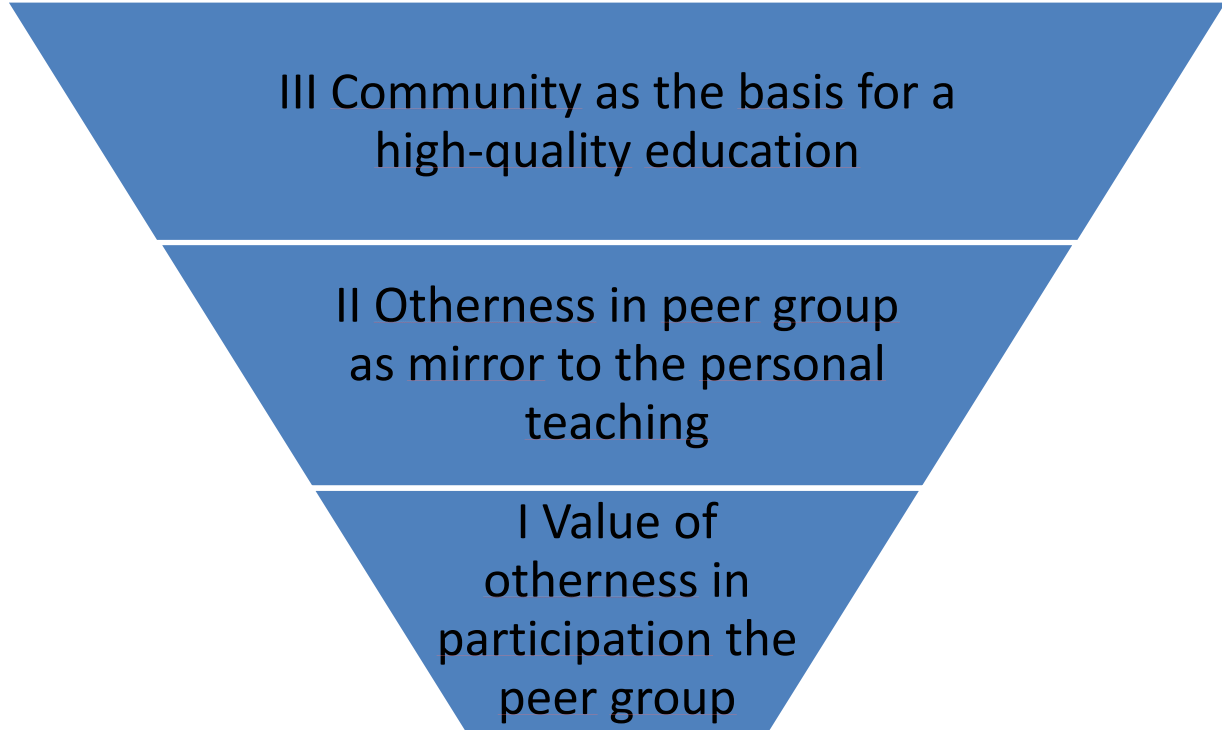 III Community as the basis for a
high-quality education
II Otherness in peer group
as mirror to the personal
teaching
I Value of
otherness in
participation the
peer group